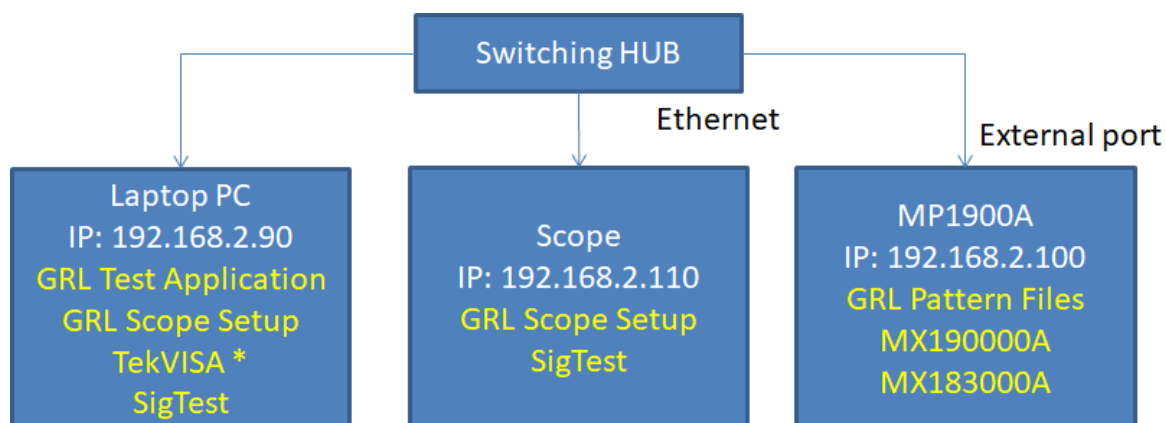 Switching HUB
Ethernet
External port
Laptop PC
IP: 192.168.2.90
GRL Test Application
GRL Scope Setup
TekVISA *
SigTest
Scope
IP: 192.168.2.110
GRL Scope Setup
SigTest
MP1900A
IP: 192.168.2.100
GRL Pattern Files
MX190000A
MX183000A